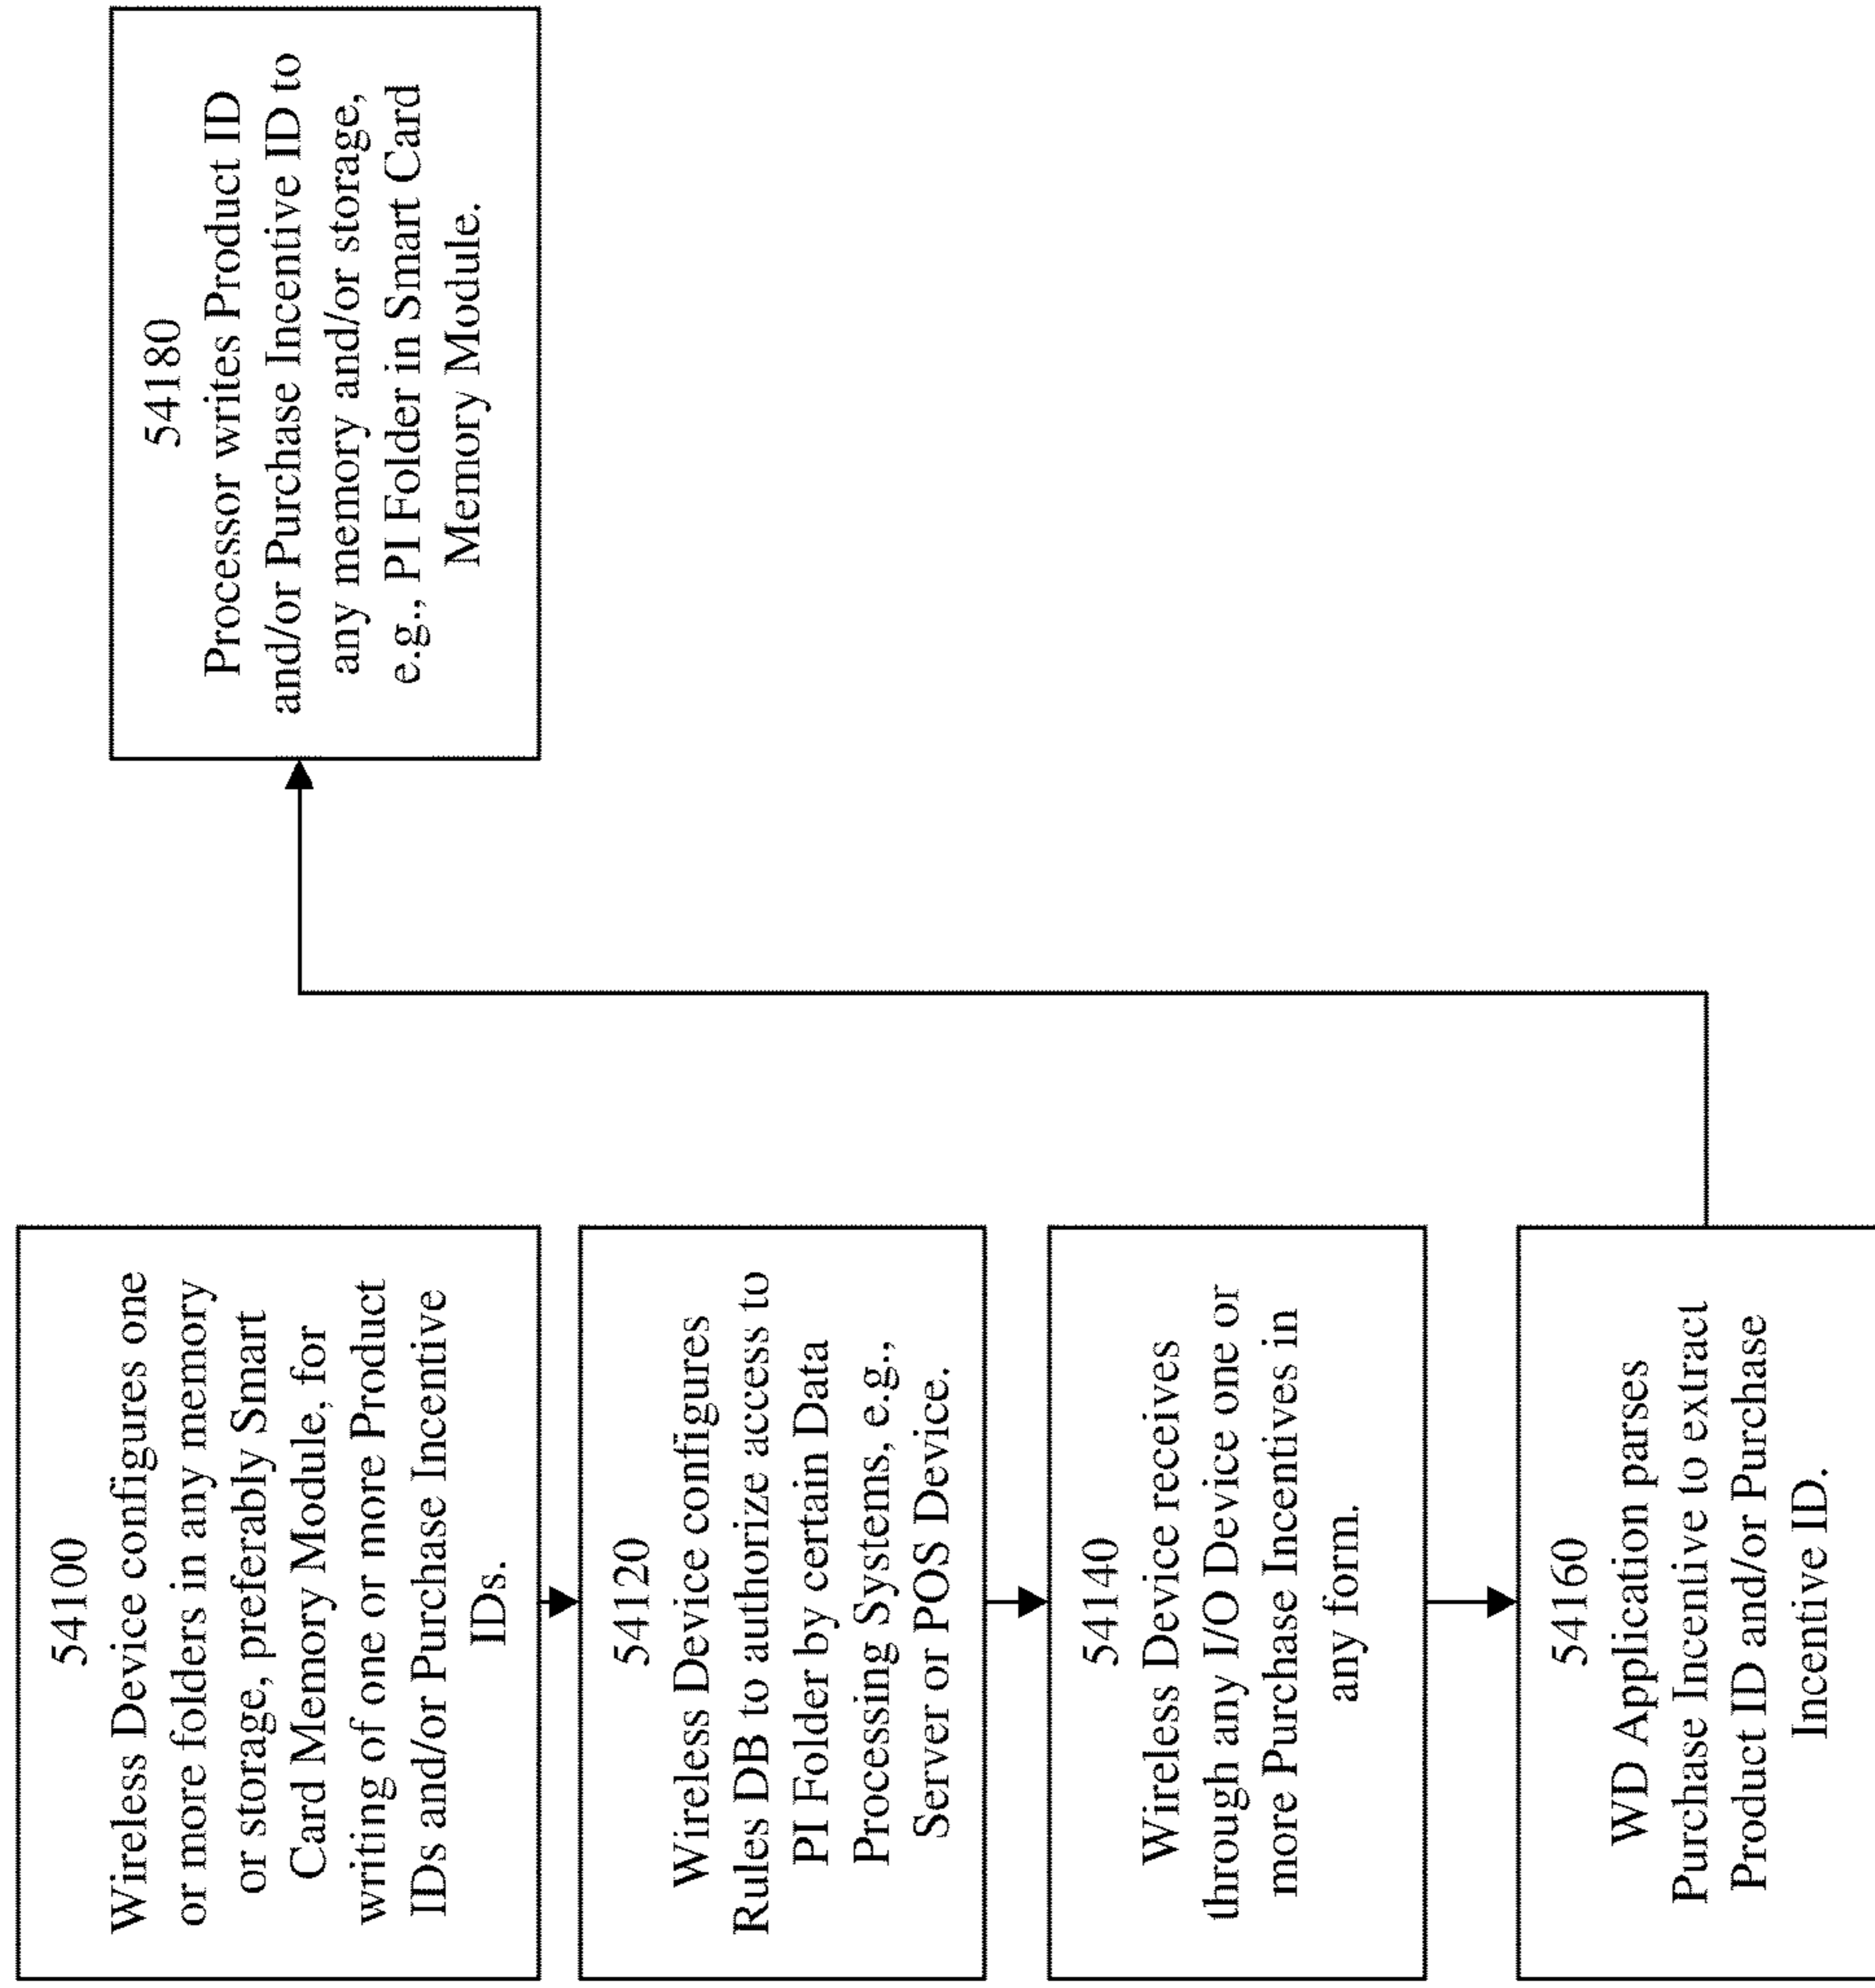 54100
Wireless Device configures one
or more folders in any memory
or storage, preferably Smart
Card Memory Module, for
writing of one or more Product
IDs and/or Purchase Incentive
IDs.
54120
Wireless Device configures
Rules DB to authorize access to
PI Folder by certain Data
Processing Systems, e.g.,
Server or POS Device.
54140
Wireless Device receives
through any I/O Device one or
more Purchase Incentives in
any form.
54160
WD Application parses
Purchase Incentive to extract
Product ID and/or Purchase
Incentive ID.
54180
Processor writes Product ID
and/or Purchase Incentive ID to
any memory and/or storage,
e.g., PI Folder in Smart Card
Memory Module.